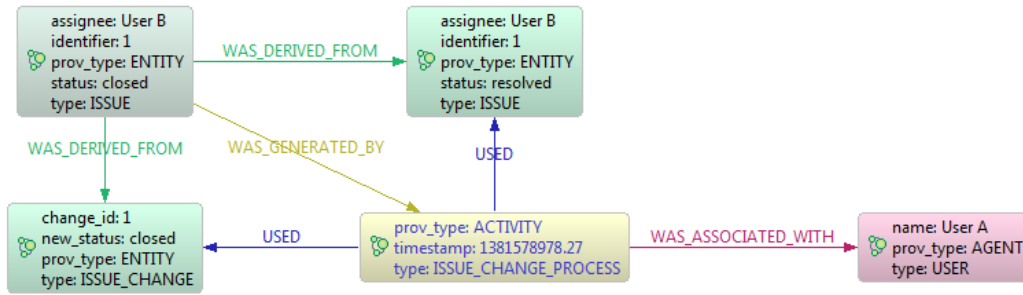 assignee: User B
identifier: 1
prov_type: ENTITY
status: closed
type: ISSUE
WAS_DERIVED_FROM
assignee: User B
identifier: 1
prov_type: ENTITY
status: resolved
type: ISSUE
WAS_DERIVED_FROM
WAS_GENERATED_BY
USED
change_id: 1
new_status: closed
prov_type: ENTITY
type: ISSUE_CHANGE
USED
prov_type: ACTIVITY
timestamp: 1381578978.27
type: ISSUE_CHANGE_PROCESS
WAS_ASSOCIATED_WITH
name: User A
prov_type: AGENT
type: USER